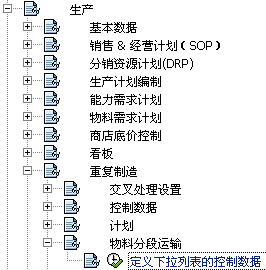 生产
基本数据
销售 & 经营计划（SOP）
分销资源计划(DRP)
生产计划编制
能力需求计划
物料需求计划
商店底价控制
看板
重复制造
交叉处理设置
控制数据
计划
物料分段运输
定义下拉列表的控制数据